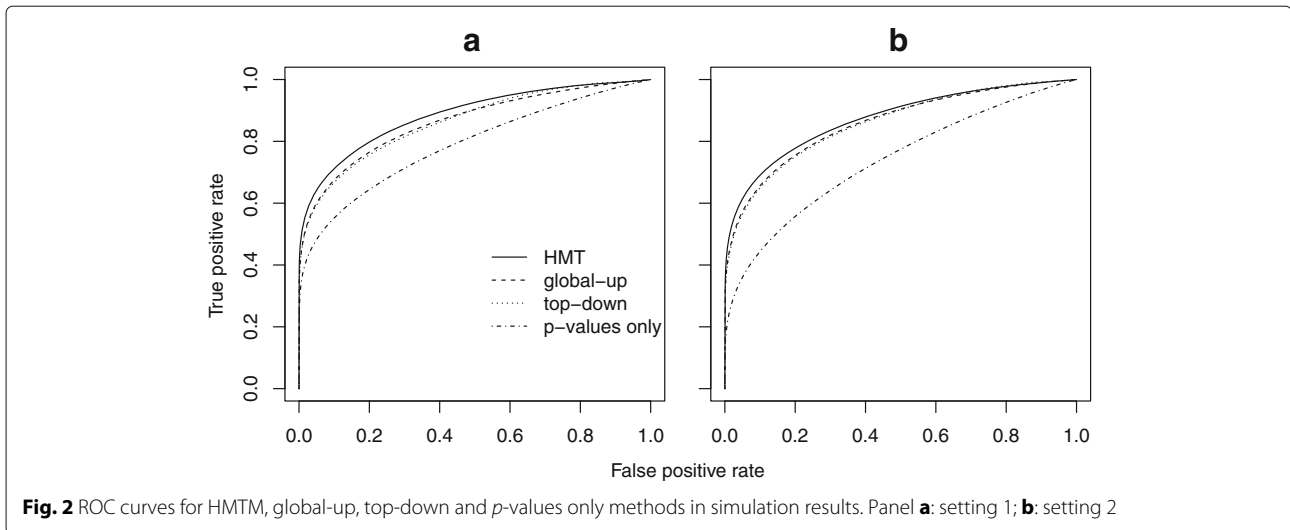 a
b
True positive rate
1.0
0.8
0.6
0.4
0.2
0.0
HMT
global−up
top−down
p−values only
0.0 0.2 0.4 0.6 0.8 1.0
0.0 0.2 0.4 0.6 0.8 1.0
False positive rate
Fig. 2 ROC curves for HMTM, global-up, top-down and p-values only methods in simulation results. Panel a: setting 1; b: setting 2